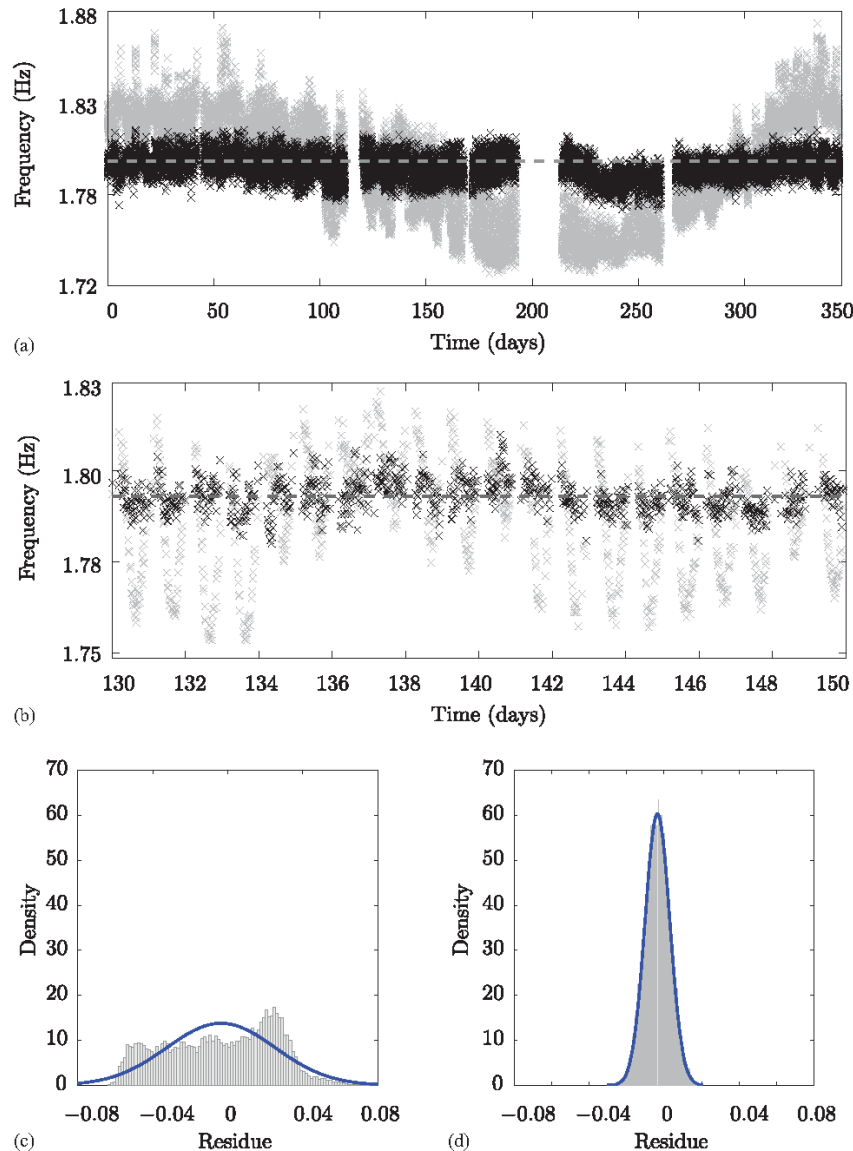 1.88
1.83
1.78
1.72
Frequency (Hz)
0 50 100 150 200 250 300 350
Time (days)
(a)
1.83
1.80
1.78
1.75
Frequency (Hz)
130 132 134 136 138 140 142 144 146 148 150
Time (days)
(b)
70
60
50
40
30
20
10
0
Density
−0.08 −0.04 0 0.04 0.08
Residue
(c)
70
60
50
40
30
20
10
0
Density
−0.08 −0.04 0 0.04 0.08
Residue
(d)